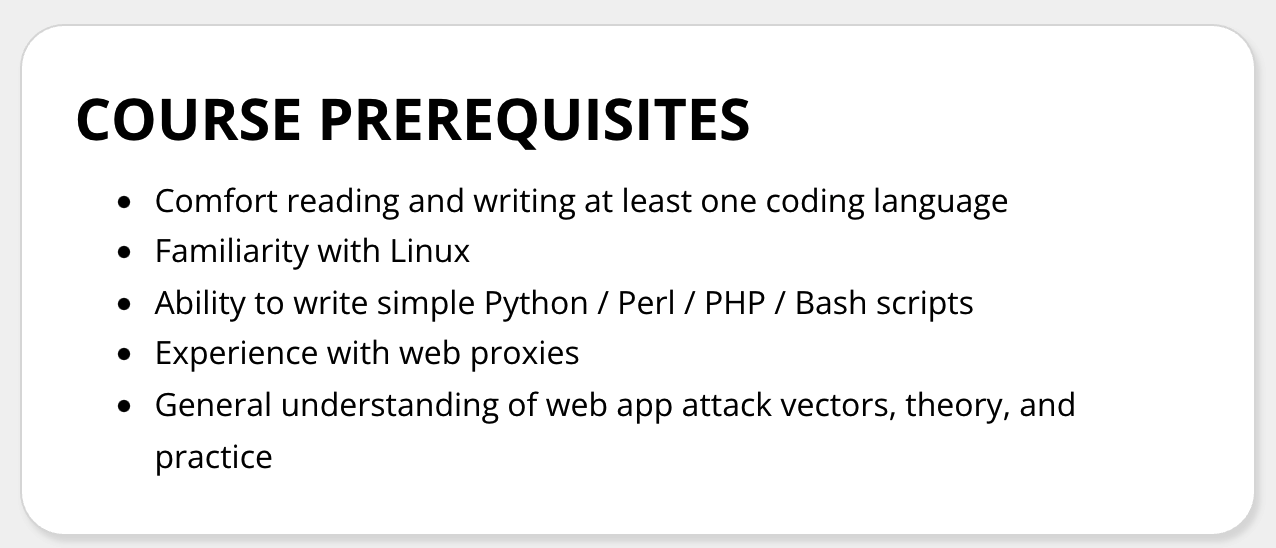 COURSE PREREQUISITES
• Comfort reading and writing at least one coding language
• Familiarity with Linux
• Ability to write simple Python / Perl / PHP / Bash scripts
• Experience with web proxies
• General understanding of web app attack vectors, theory, and
practice